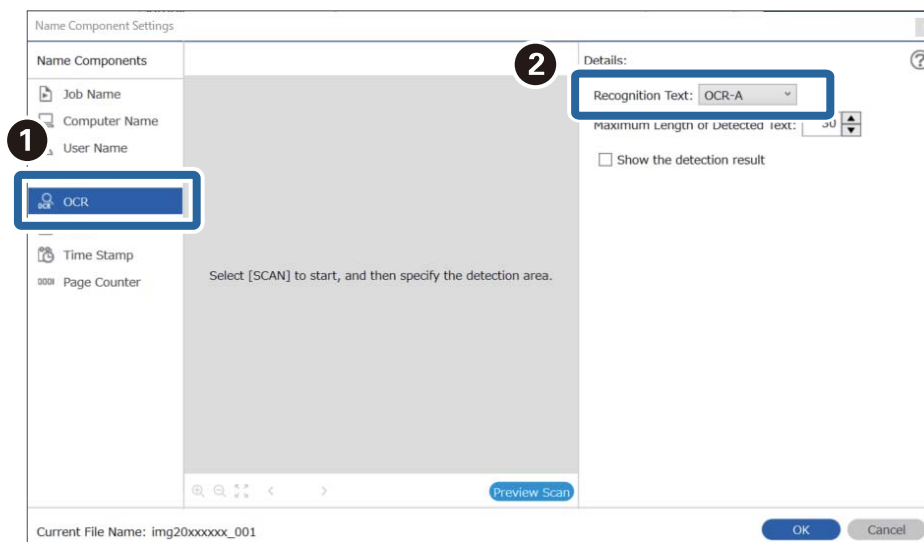 Name Component Settings
Name Components
Details:
2
Job Name
Recognition Text: OCR-A
Computer Name
Maximum Length of Detected Text: 30
1
User Name
Show the detection result
OCR
Time Stamp
Page Counter
Select [SCAN] to start, and then specify the detection area.
Preview Scan
Current File Name: img20xxxxxx_001
OK
Cancel